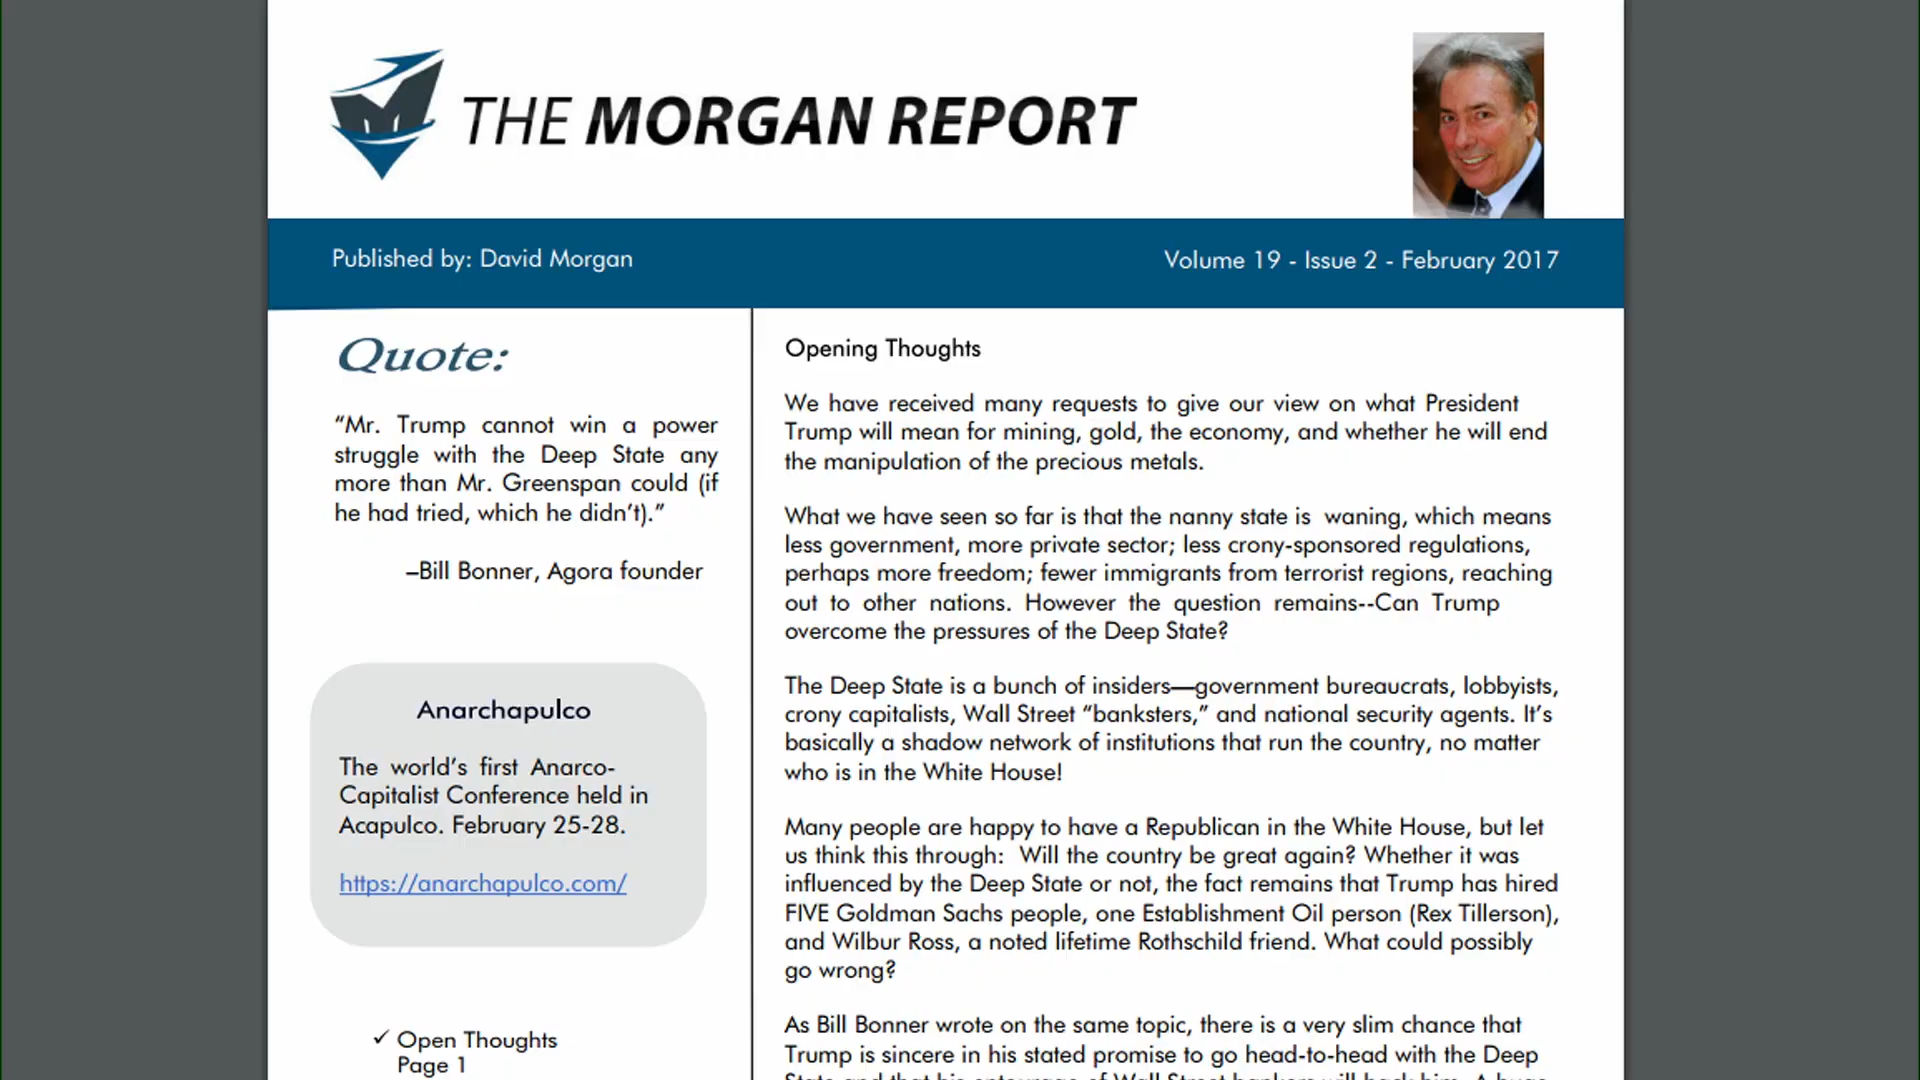 THE MORGAN REPORT
Published by: David Morgan
Volume 19 - Issue 2 - February 2017
Quote:
“Mr. Trump cannot win a power
struggle with the Deep State any
more than Mr. Greenspan could (if
he had tried, which he didn’t).”
–Bill Bonner, Agora founder
Anarchapulco
The world’s first Anarco-
Capitalist Conference held in
Acapulco. February 25-28.
https://anarchapulco.com/
✓ Open Thoughts
Page 1
Opening Thoughts
We have received many requests to give our view on what President
Trump will mean for mining, gold, the economy, and whether he will end
the manipulation of the precious metals.
What we have seen so far is that the nanny state is waning, which means
less government, more private sector; less crony-sponsored regulations,
perhaps more freedom; fewer immigrants from terrorist regions, reaching
out to other nations. However the question remains--Can Trump
overcome the pressures of the Deep State?
The Deep State is a bunch of insiders—government bureaucrats, lobbyists,
crony capitalists, Wall Street “banksters,” and national security agents. It’s
basically a shadow network of institutions that run the country, no matter
who is in the White House!
Many people are happy to have a Republican in the White House, but let
us think this through: Will the country be great again? Whether it was
influenced by the Deep State or not, the fact remains that Trump has hired
FIVE Goldman Sachs people, one Establishment Oil person (Rex Tillerson),
and Wilbur Ross, a noted lifetime Rothschild friend. What could possibly
go wrong?
As Bill Bonner wrote on the same topic, there is a very slim chance that
Trump is sincere in his stated promise to go head-to-head with the Deep